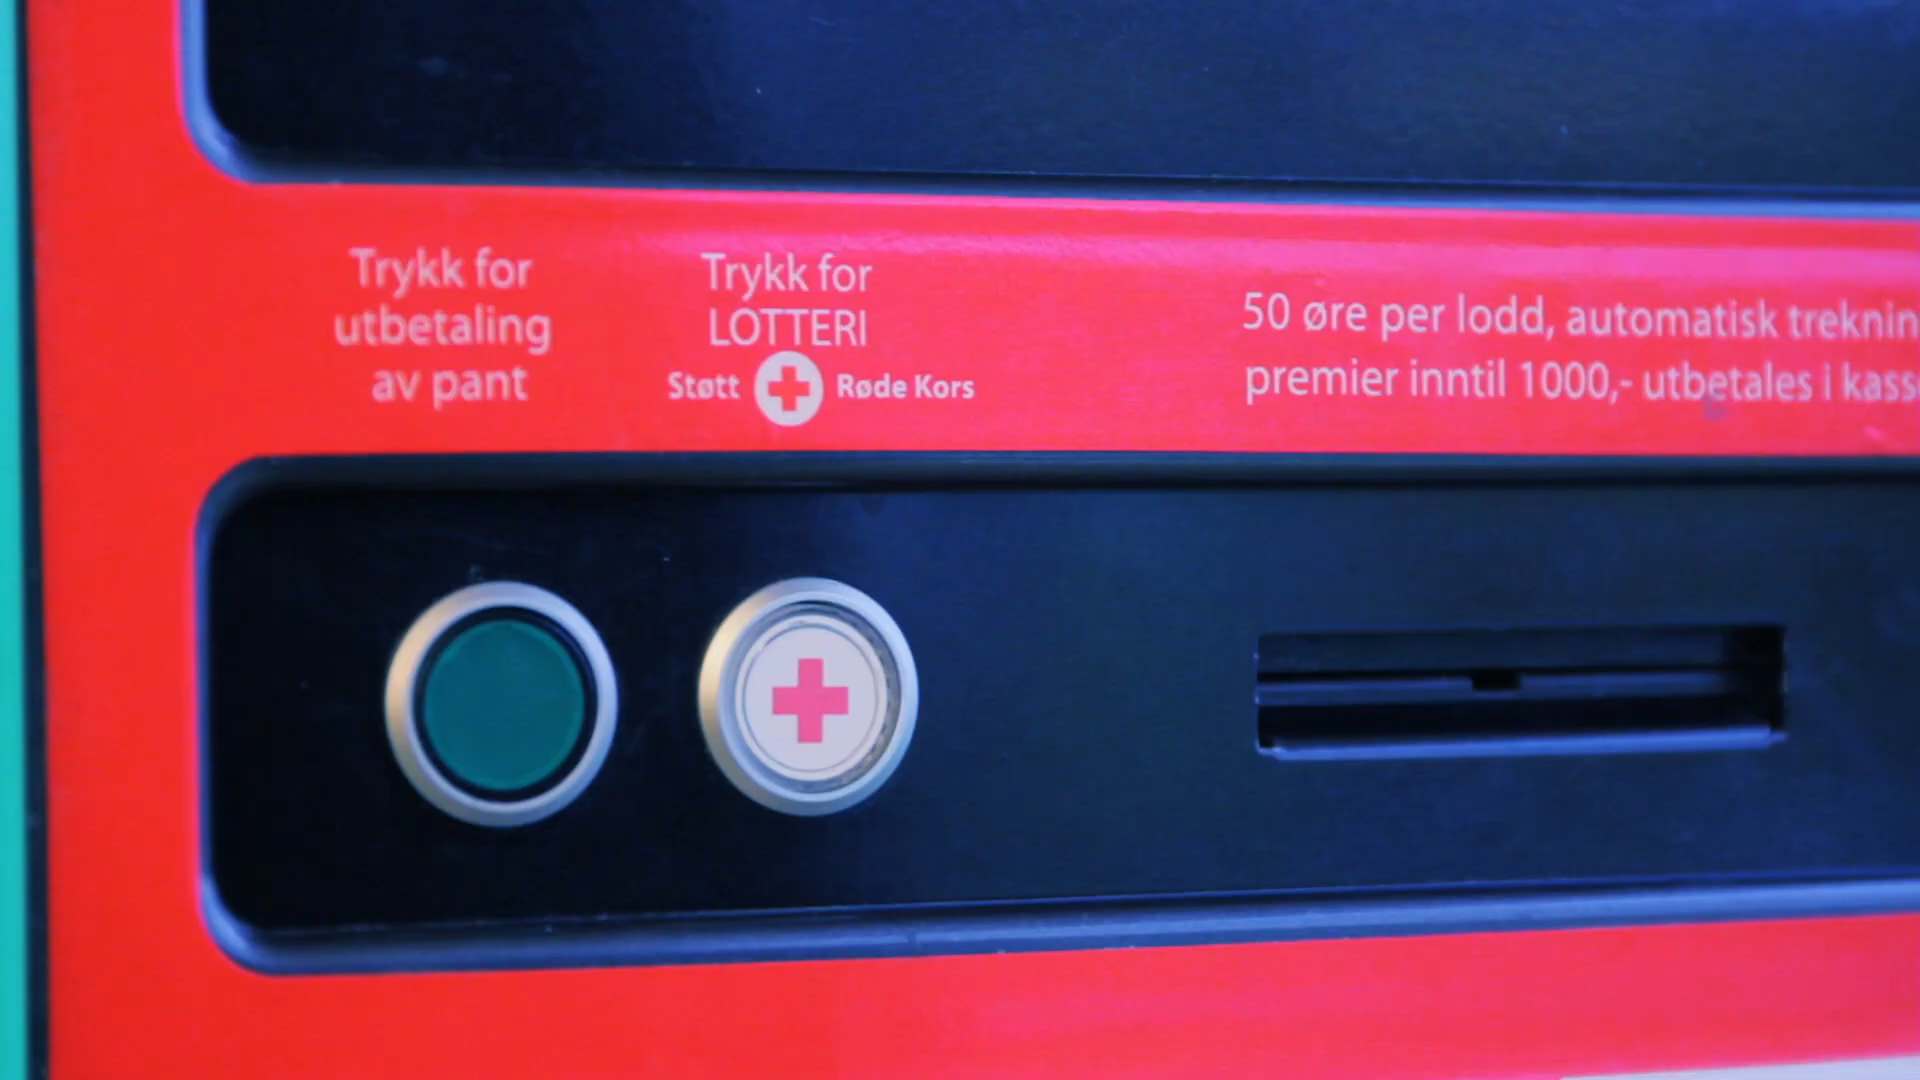 Trykk for
utbetaling
av pant
Trykk for
LOTTERI
Støtt Røde Kors
50 øre per lodd, automatisk treknin
premier inntil 1000,- utbetales i kass